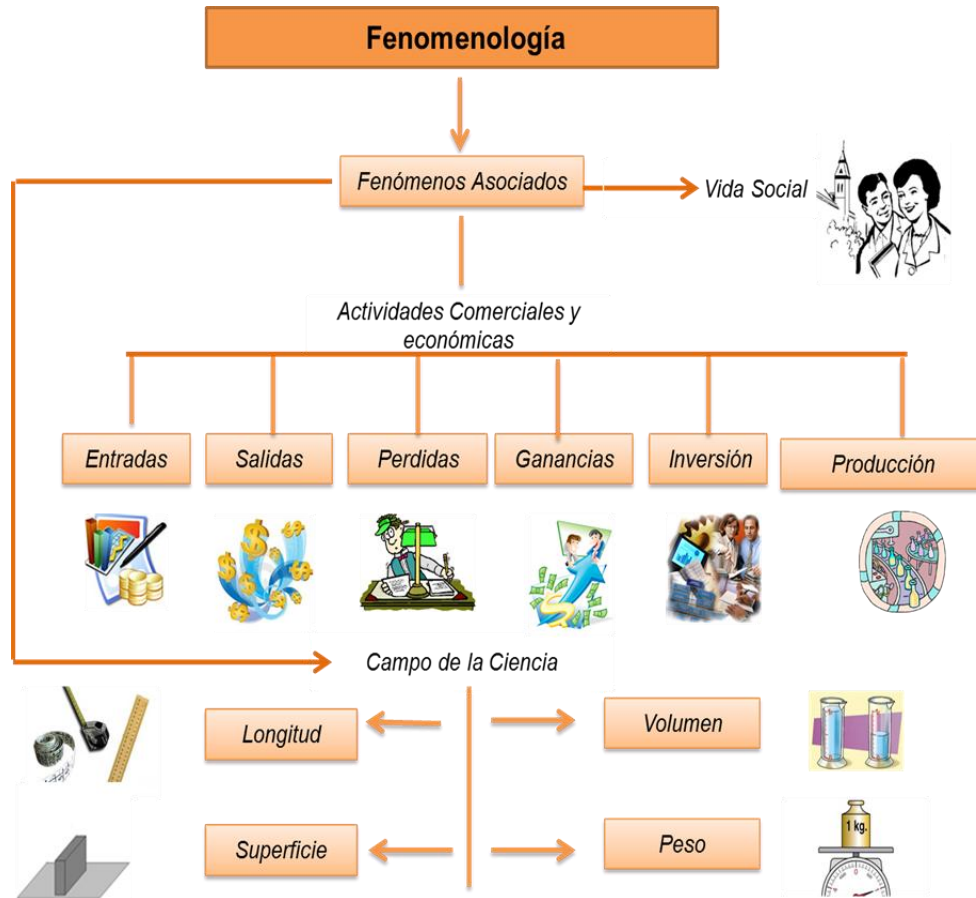 Fenomenología
Fenómenos Asociados
Vida Social
Actividades Comerciales y
económicas
Entradas
Salidas
Perdidas
Ganancias
Inversión
Producción
Campo de la Ciencia
Longitud
Volumen
Superficie
Peso
1 kg.